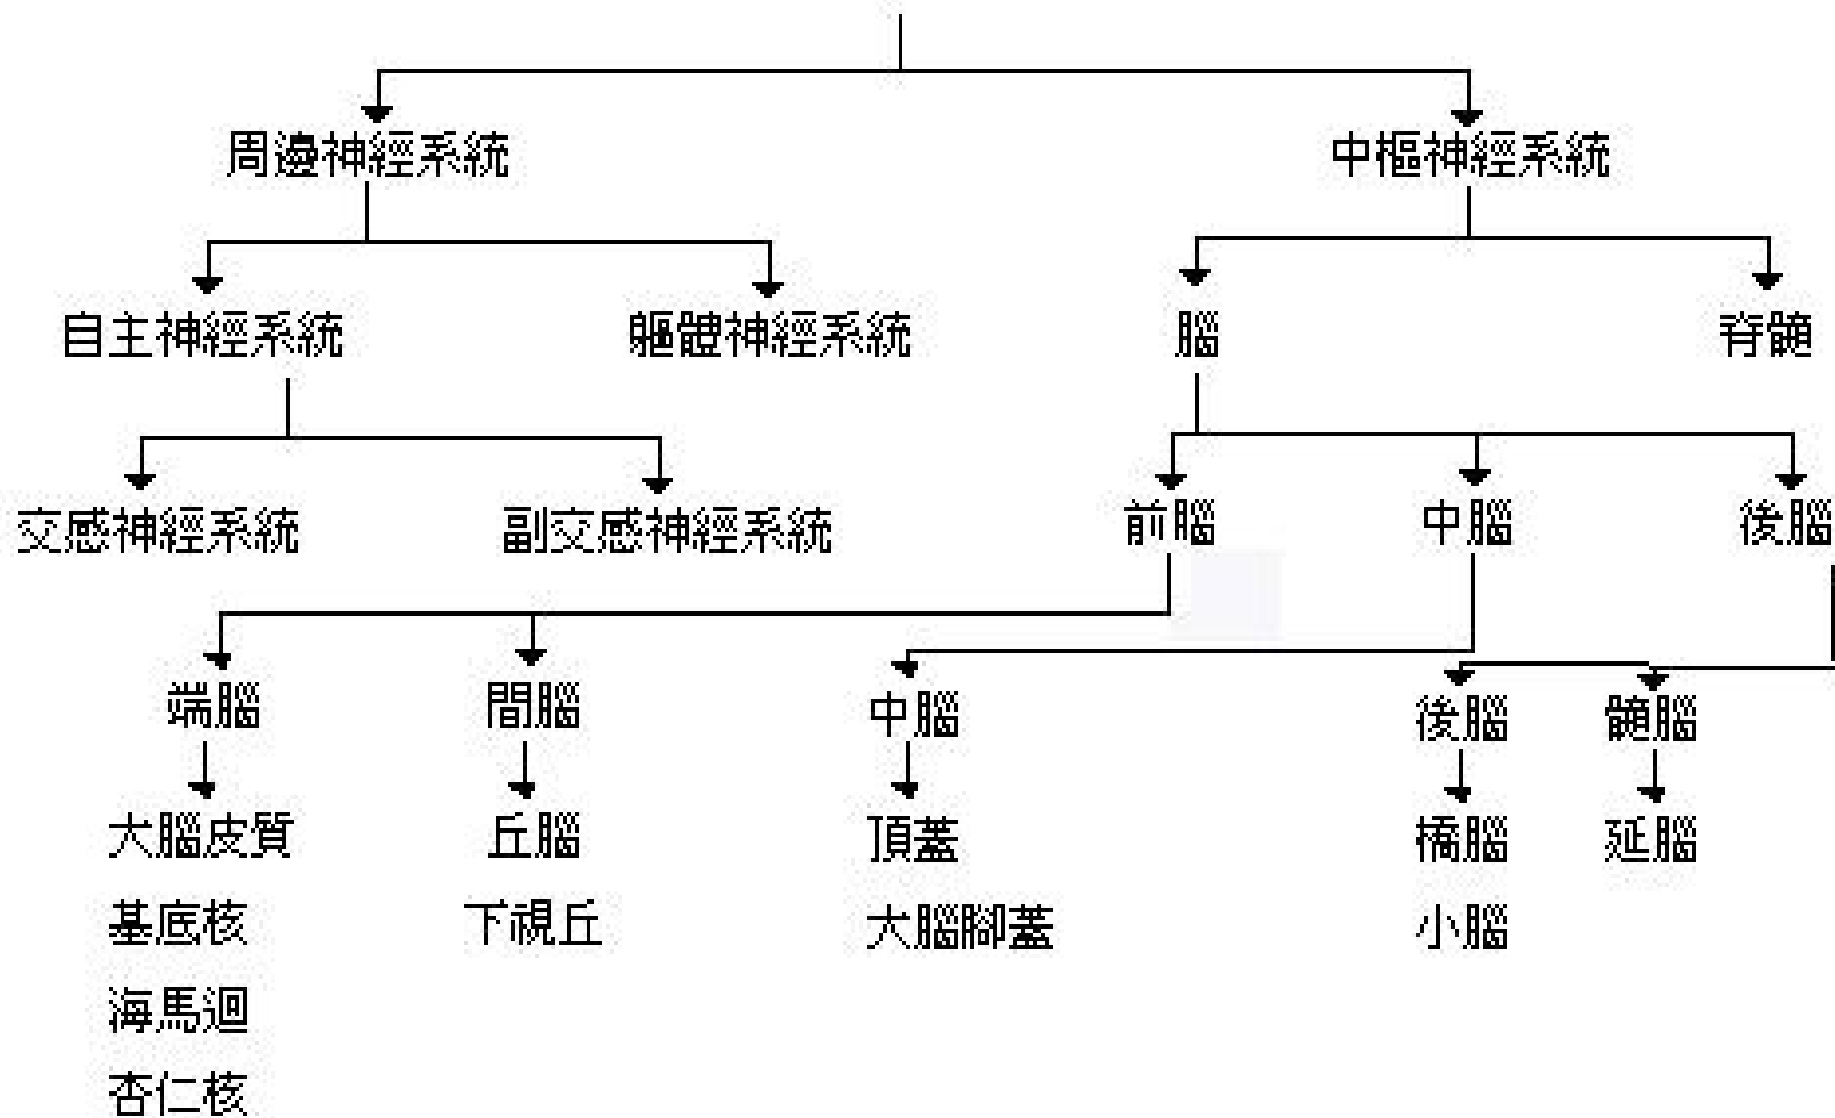 周邊神經系統
中樞神經系統
自主神經系統
軀體神經系統
腦
脊髓
交感神經系統
副交感神經系統
前腦
中腦
後腦
端腦
間腦
中腦
後腦
髓腦
大腦皮質
丘腦
頂蓋
橋腦
延腦
基底核
下視丘
大腦腳蓋
小腦
海馬迴
杏仁核